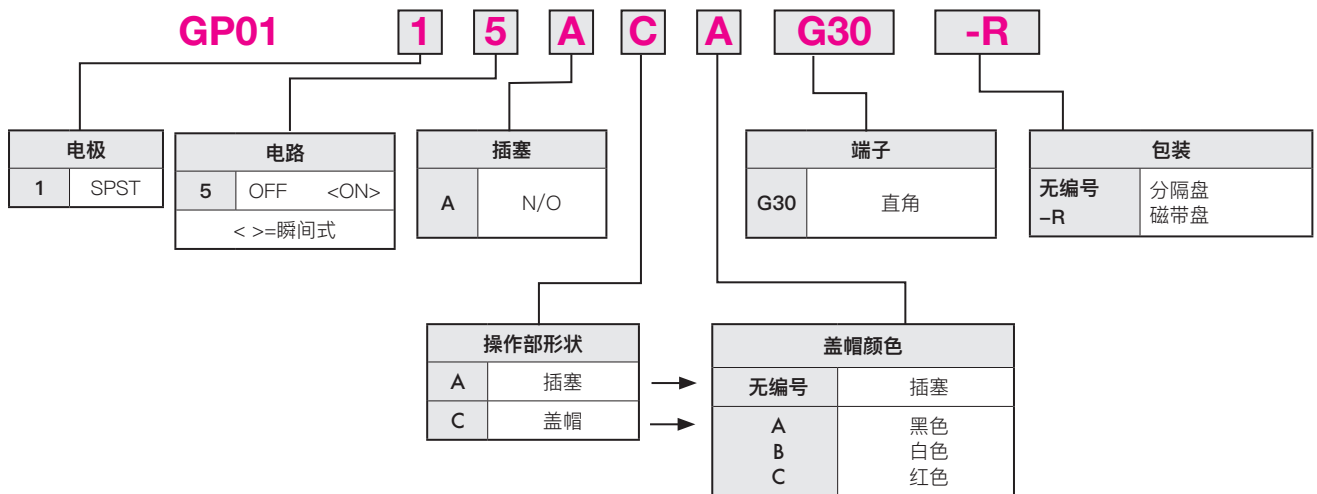 GP01 1 5 A C A G30 -R
电极
1 SPST
电路
5 OFF <ON>
< >=瞬间式
插塞
A N/O
端子
G30 直角
包装
无编号 分隔盘
–R 磁带盘
操作部形状
A 插塞
C 盖帽
盖帽颜色
无编号 插塞
A 黑色
B 白色
C 红色